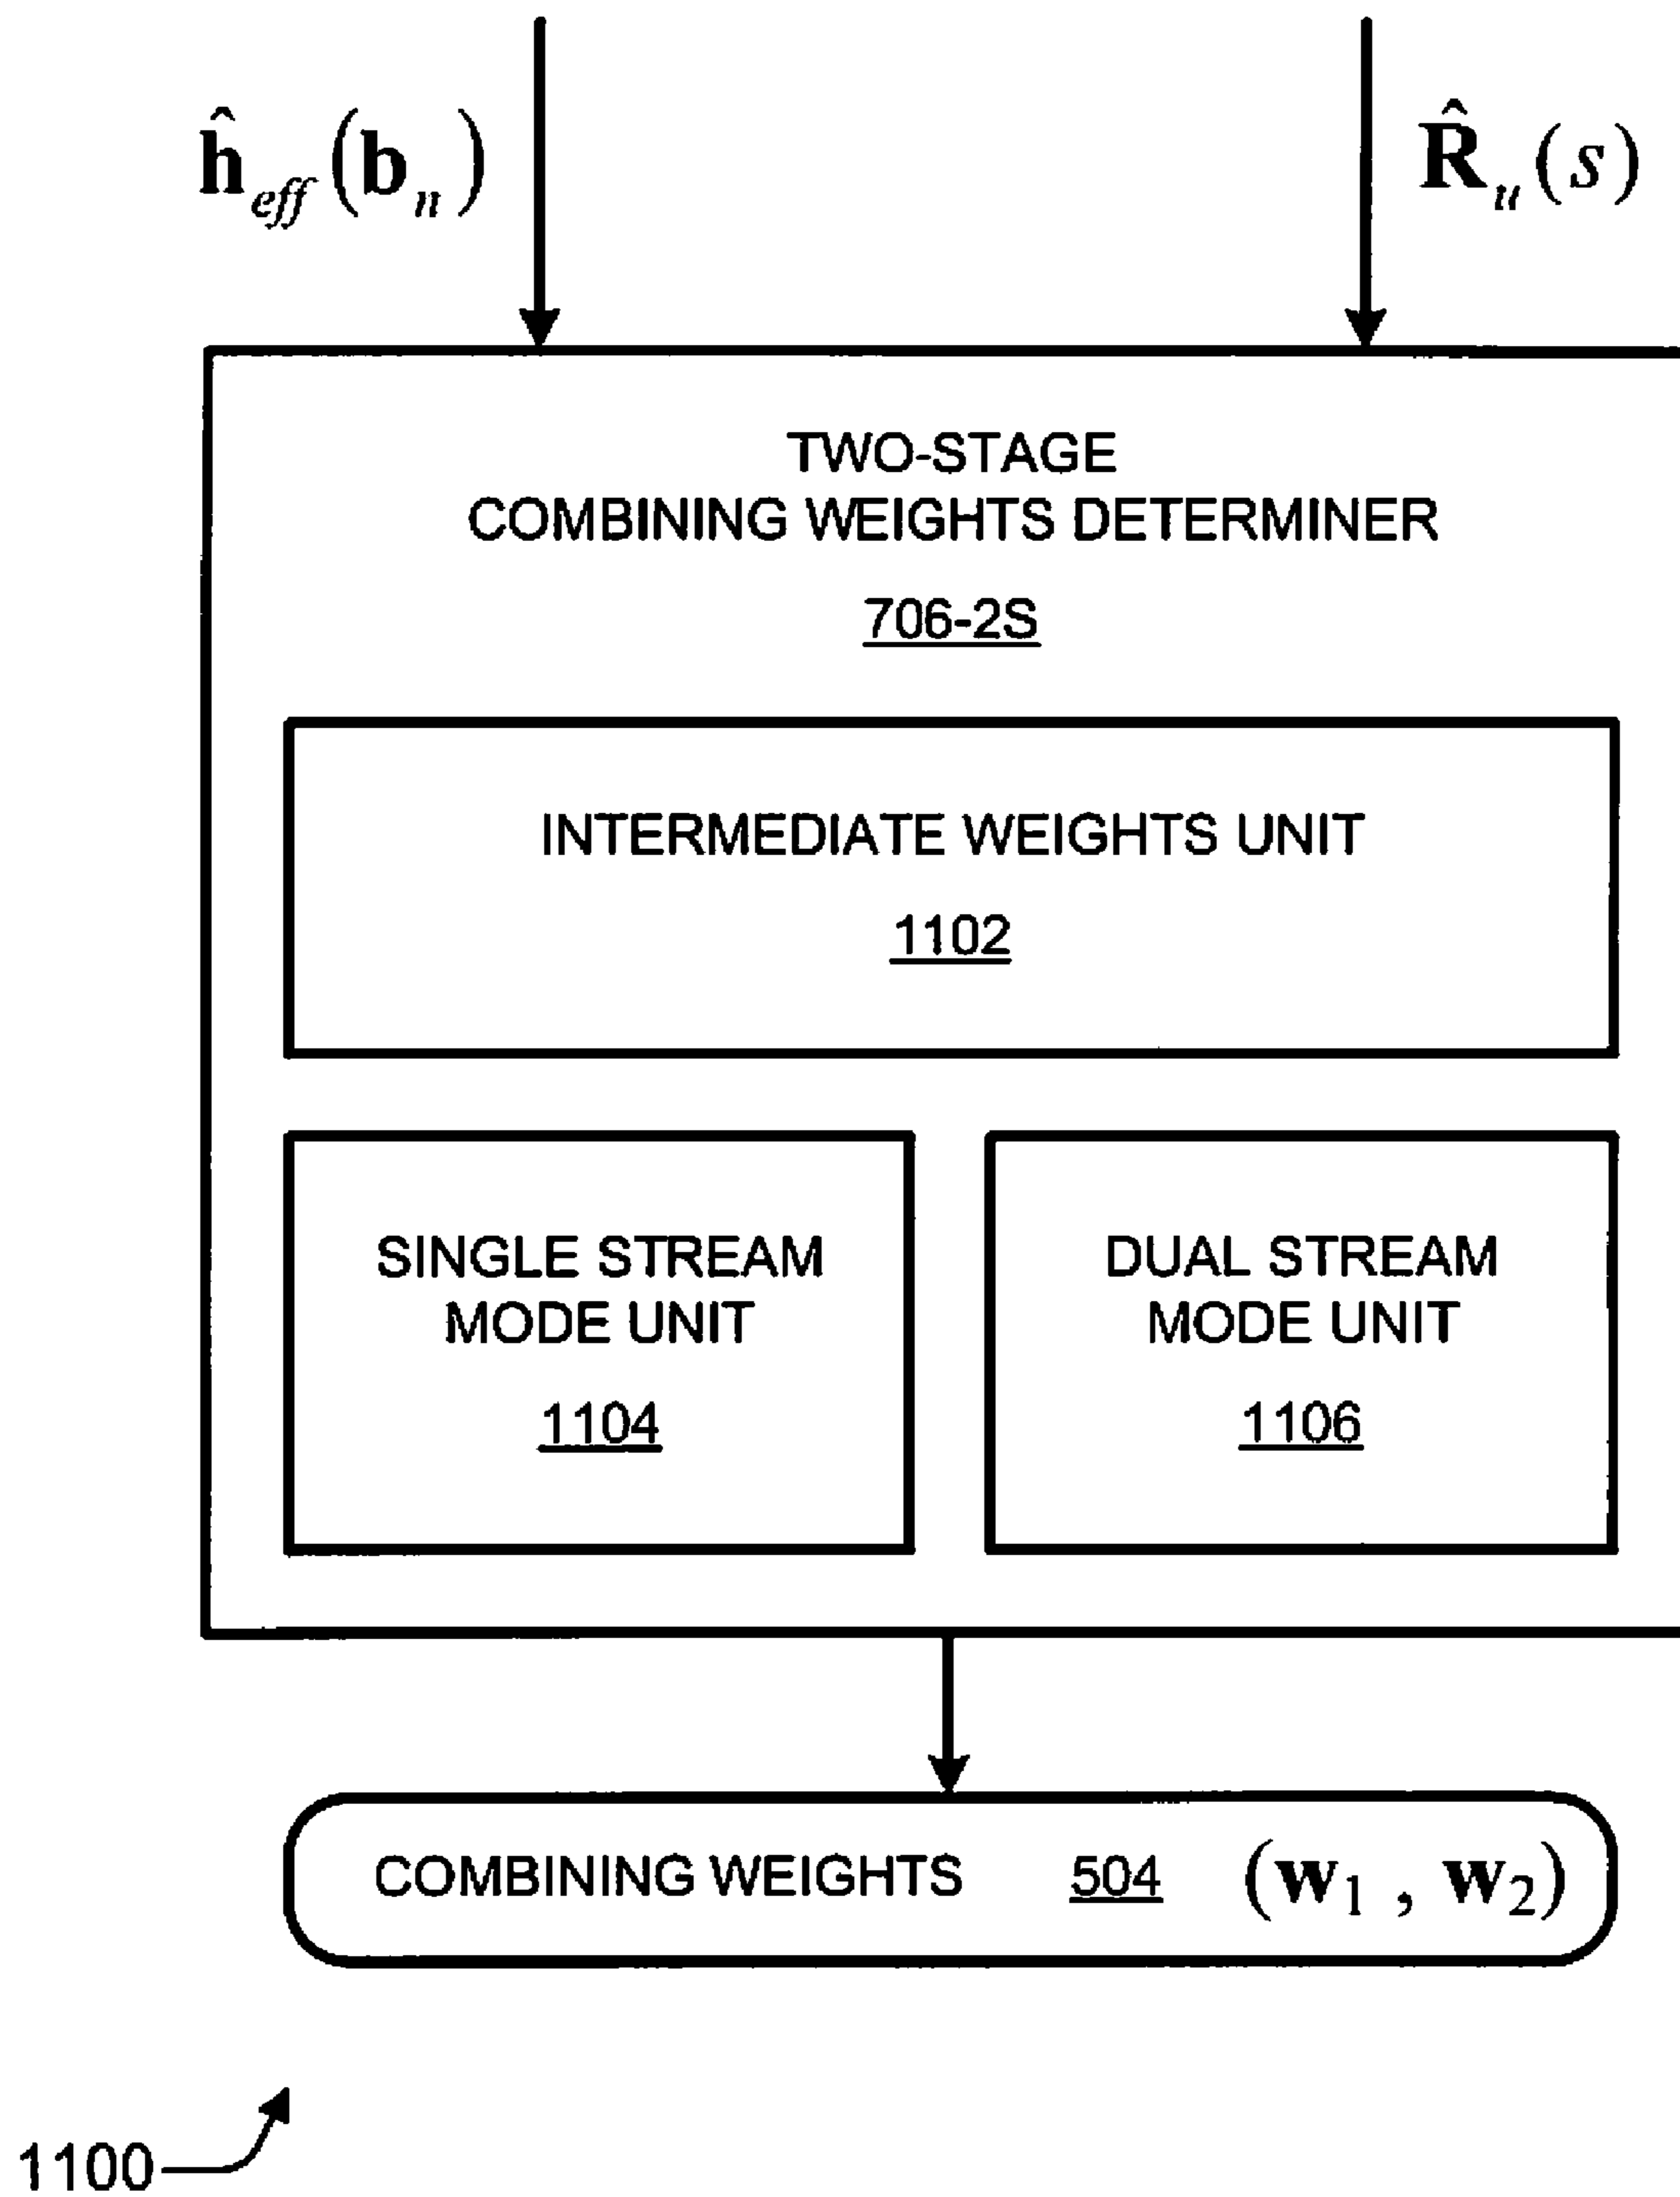 ĥ_eff(b_n)
R̂_u(s)
TWO-STAGE
COMBINING WEIGHTS DETERMINER
706-2S
INTERMEDIATE WEIGHTS UNIT
1102
SINGLE STREAM
MODE UNIT
1104
DUAL STREAM
MODE UNIT
1106
COMBINING WEIGHTS 504 (w₁ , w₂)
1100